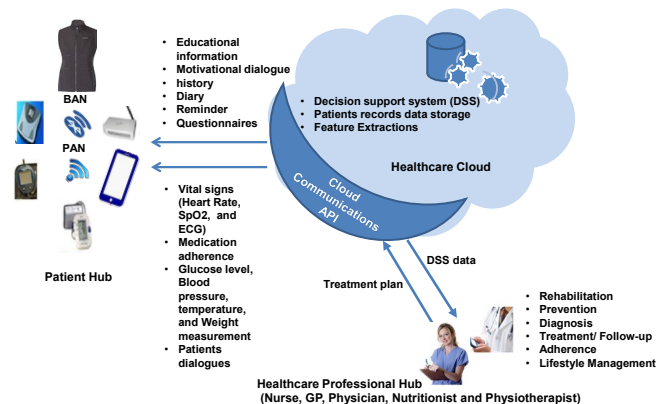 BAN
PAN
Patient Hub
• Educational
information
• Motivational dialogue
• history
• Diary
• Reminder
• Questionnaires
• Vital signs
(Heart Rate,
SpO2, and
ECG)
• Medication
adherence
• Glucose level,
Blood
pressure,
temperature,
and Weight
measurement
• Patients
dialogues
• Decision support system (DSS)
• Patients records data storage
• Feature Extractions
Healthcare Cloud
Cloud
Communications
API
DSS data
Treatment plan
• Rehabilitation
• Prevention
• Diagnosis
• Treatment/ Follow-up
• Adherence
• Lifestyle Management
Healthcare Professional Hub
(Nurse, GP, Physician, Nutritionist and Physiotherapist)